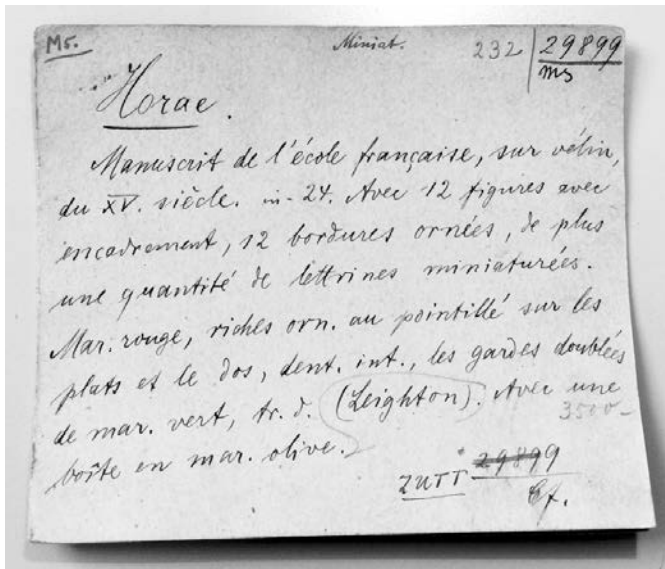 Ms. Miniat. 232 29899
ms
Horae.
Manuscrit de l'école française, sur vélin,
du XV. siècle. in-24. Avec 12 figures avec
encadrement, 12 bordures ornées, de plus
une quantité de lettrines miniaturées.
Mar. rouge, riches orn. au pointillé sur les
plats et le dos, dent. int., les gardes doublées
de mar. vert, tr. d. (Leighton). Avec une
3500-
boîte en mar. olive.
ZUTT 29899